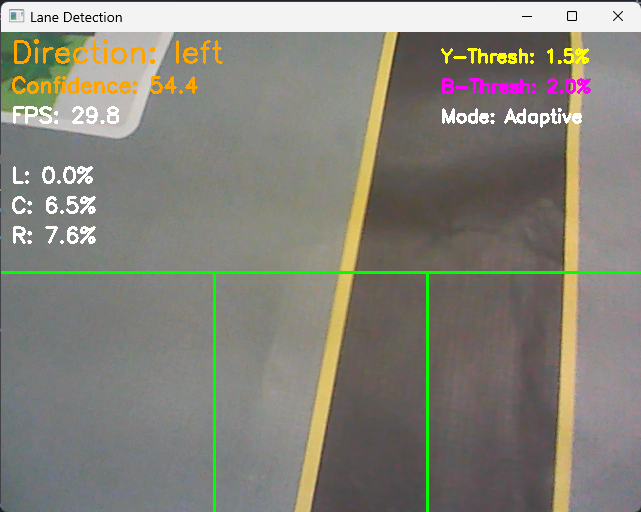 Lane Detection
Direction: left
Confidence: 54.4
FPS: 29.8
L: 0.0%
C: 6.5%
R: 7.6%
Y-Thresh: 1.5%
B-Thresh: 2.0%
Mode: Adaptive